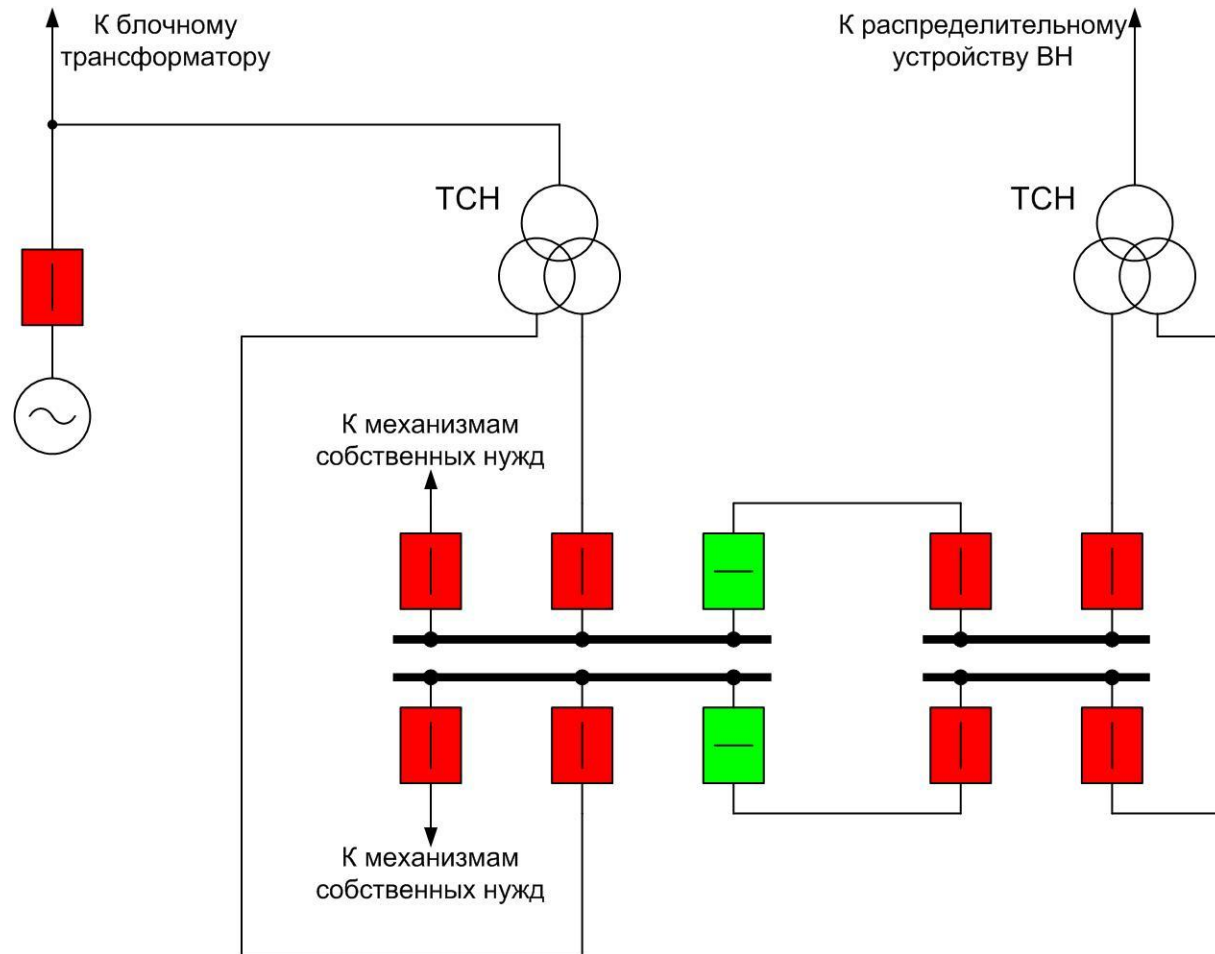 К блочному
трансформатору
К распределительному
устройству ВН
ТСН
ТСН
К механизмам
собственных нужд
К механизмам
собственных нужд